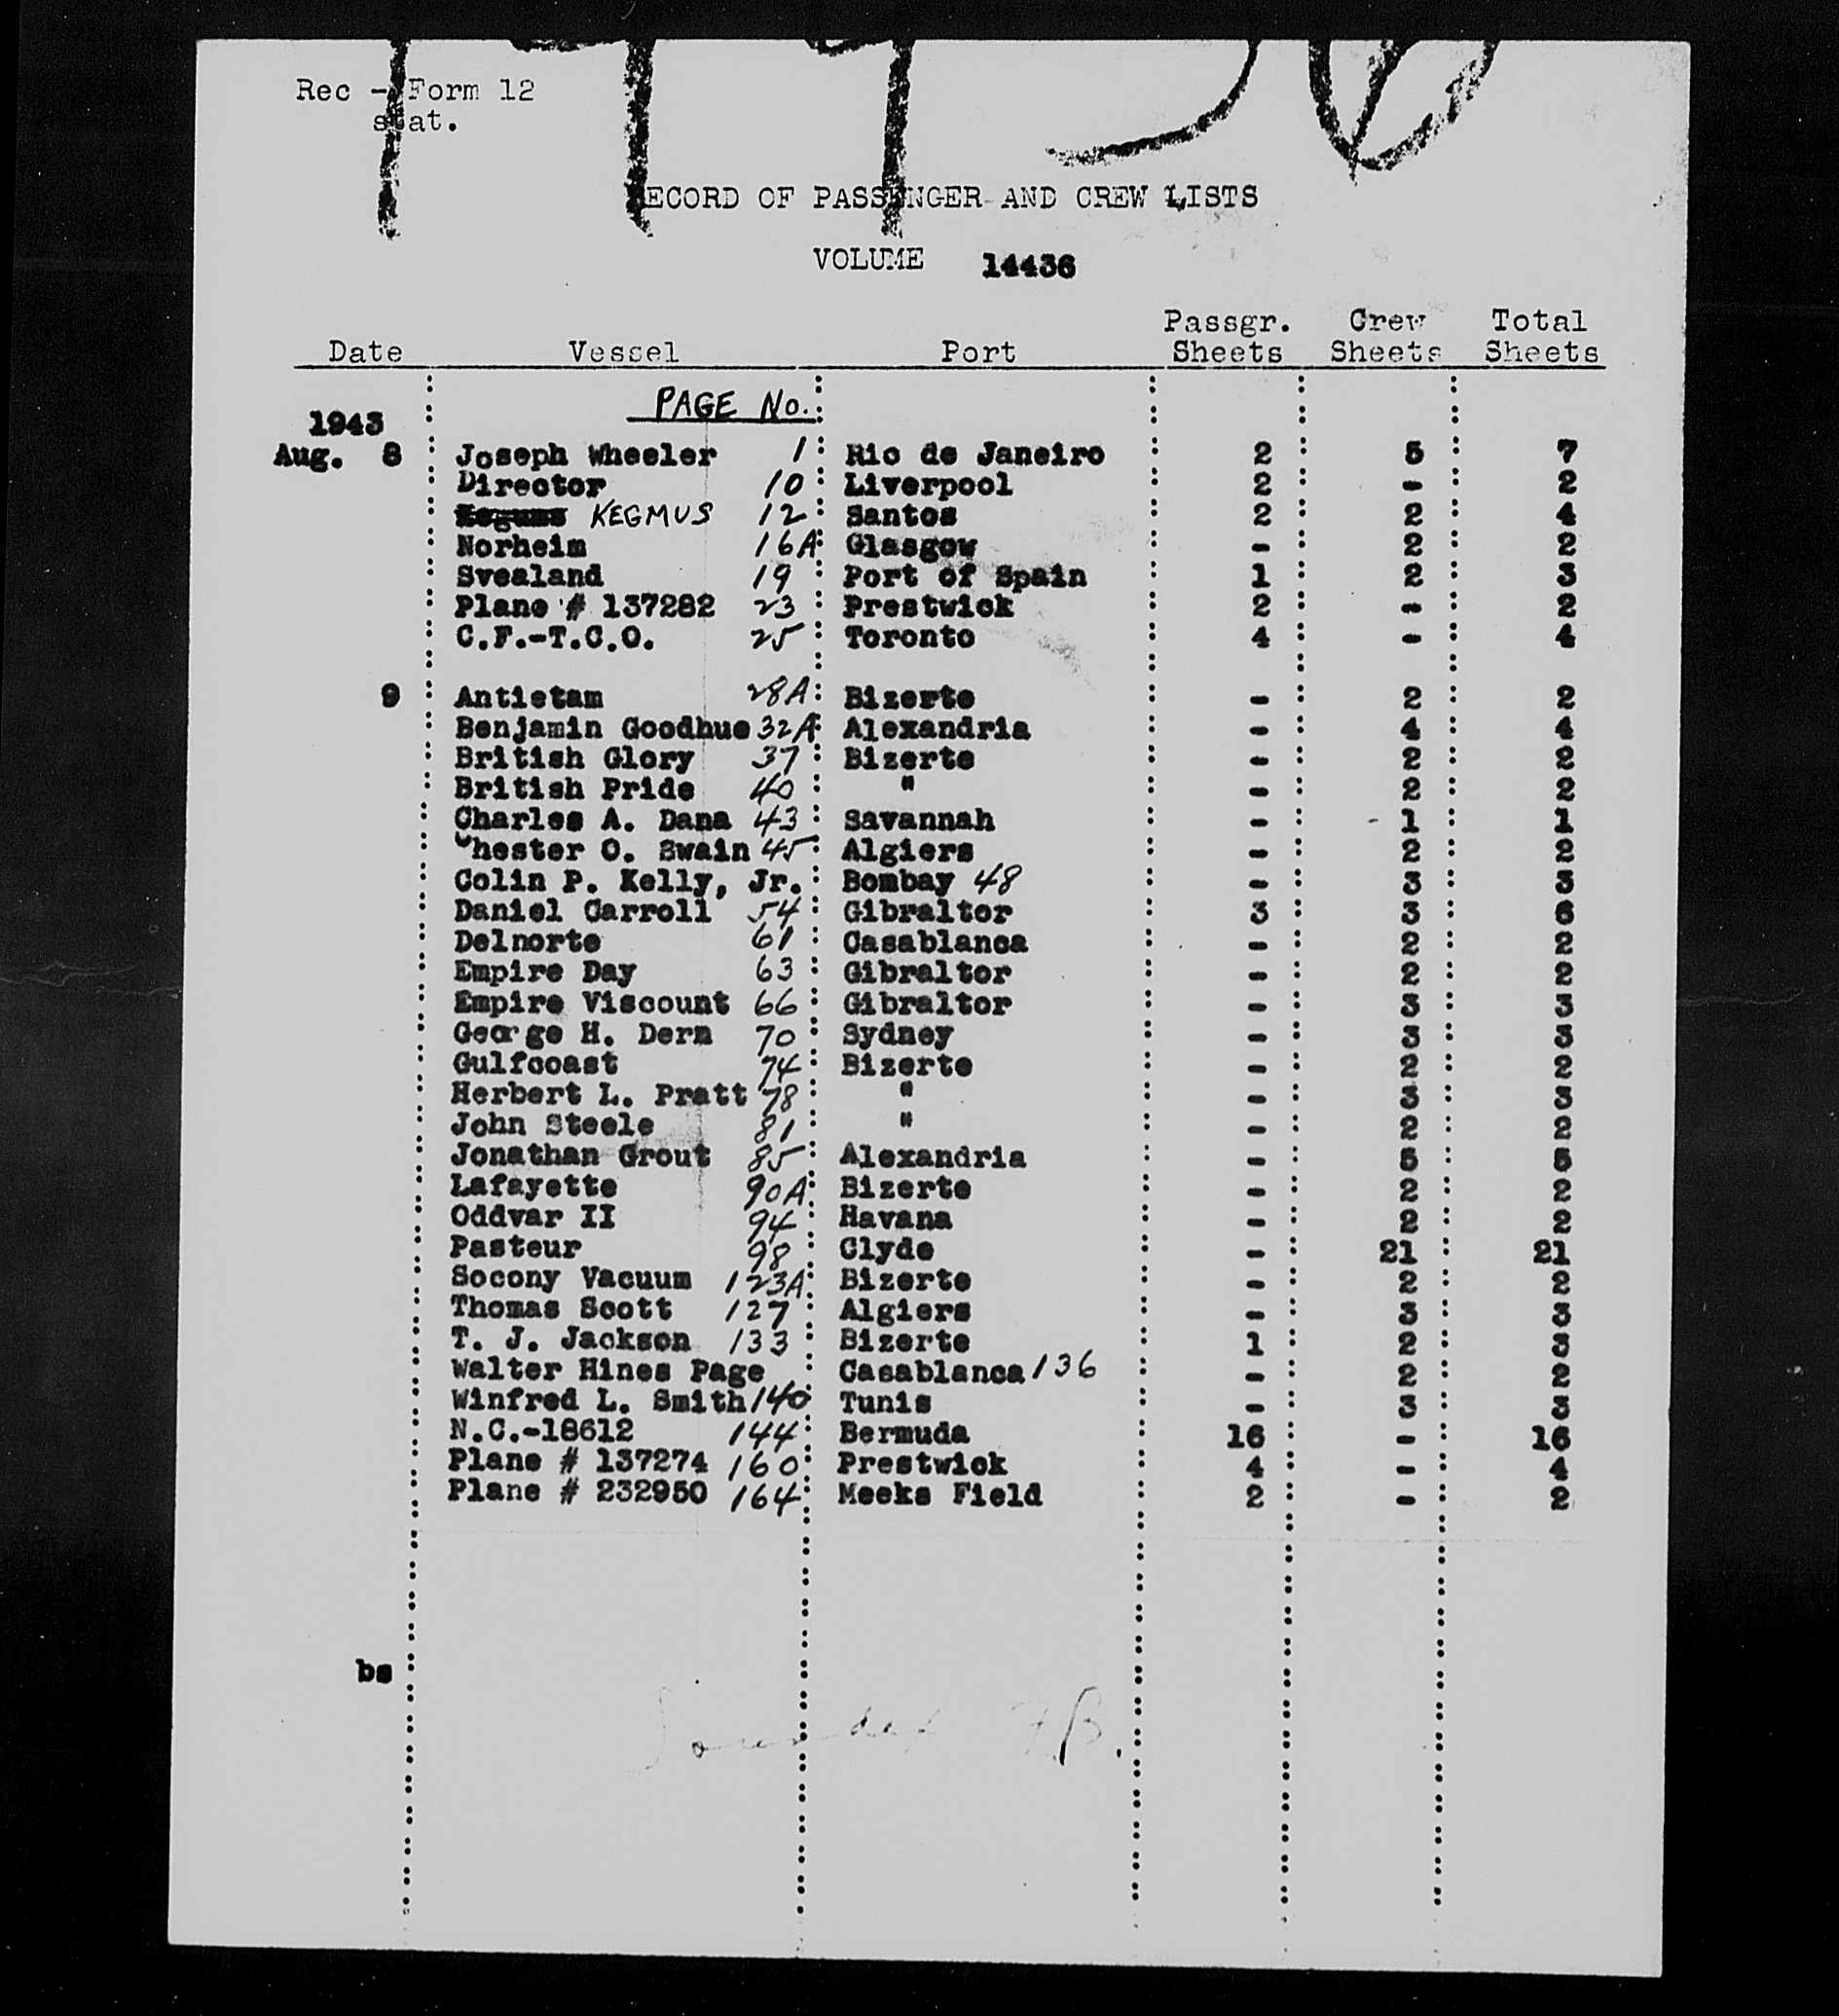 Rec - Form 12
stat.
RECORD OF PASSENGER AND CREW LISTS
VOLUME 14436
Passgr. Crew Total
Date Vessel Port Sheets Sheets Sheets
PAGE No.
1943
Aug. 8 Joseph Wheeler 1 Rio de Janeiro 2 5 7
Director 10 Liverpool 2 - 2
KEGMUS 12 Santos 2 2 4
Norheim 16A Glasgow - 2 2
Svealand 19 Port of Spain 1 2 3
Plane # 137282 23 Prestwick 2 - 2
C.F.-T.C.O. 25 Toronto 4 - 4
9 Antietam 28A Bizerte - 2 2
Benjamin Goodhue 32A Alexandria - 4 4
British Glory 37 Bizerte - 2 2
British Pride 40 " - 2 2
Charles A. Dana 43 Savannah - 1 1
Chester O. Swain 45 Algiers - 2 2
Colin P. Kelly, Jr. Bombay 48 - 3 3
Daniel Carroll 54 Gibraltor 3 3 6
Delnorte 61 Casablanca - 2 2
Empire Day 63 Gibraltor - 2 2
Empire Viscount 66 Gibraltor - 3 3
George H. Dern 70 Sydney - 3 3
Gulfcoast 74 Bizerte - 2 2
Herbert L. Pratt 78 " - 3 3
John Steele 81 " - 2 2
Jonathan Grout 85 Alexandria - 5 5
Lafayette 90A Bizerte - 2 2
Oddvar II 94 Havana - 2 2
Pasteur 98 Clyde - 21 21
Socony Vacuum 123A Bizerte - 2 2
Thomas Scott 127 Algiers - 3 3
T. J. Jackson 133 Bizerte 1 2 3
Walter Hines Page Casablanca 136 - 2 2
Winfred L. Smith 140 Tunis - 3 3
N.C.-18612 144 Bermuda 16 - 16
Plane # 137274 160 Prestwick 4 - 4
Plane # 232950 164 Meeks Field 2 - 2
bs